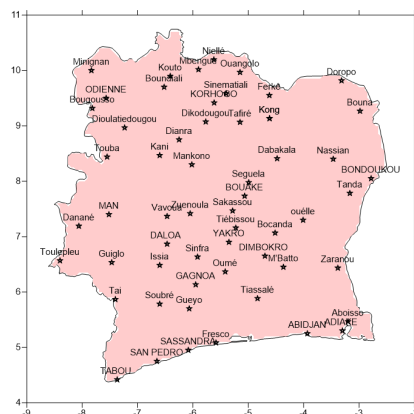 11
Niellé
Mbengué
Ouangolo
10
Minignan
Kouto
Doropo
Boundiali
Sinematiali
Ferké
ODIENNE
KORHOGO
Bougousso
Bouna
Kong
9
Dikodougou
Tafiré
Dioulatiedougou
Dianra
Touba
Kani
Dabakala
Nassian
Mankono
8
Seguela
BONDOUKOU
BOUAKE
Tanda
MAN
Vavoua
Zuenoula
Sakassou
ouèlle
Danané
Tiébissou
Bocanda
7
DALOA
YAKRO
Toulepleu
Guiglo
Issia
Sinfra
DIMBOKRO
M'Batto
Zaranou
Oumé
GAGNOA
6
Tai
Soubré
Gueyo
Tiassalé
Aboisso
ABIDJAN
ADIAKE
Fresco
SASSANDRA
5
SAN PEDRO
TABOU
4
-9
-8
-7
-6
-5
-4
-3
-2